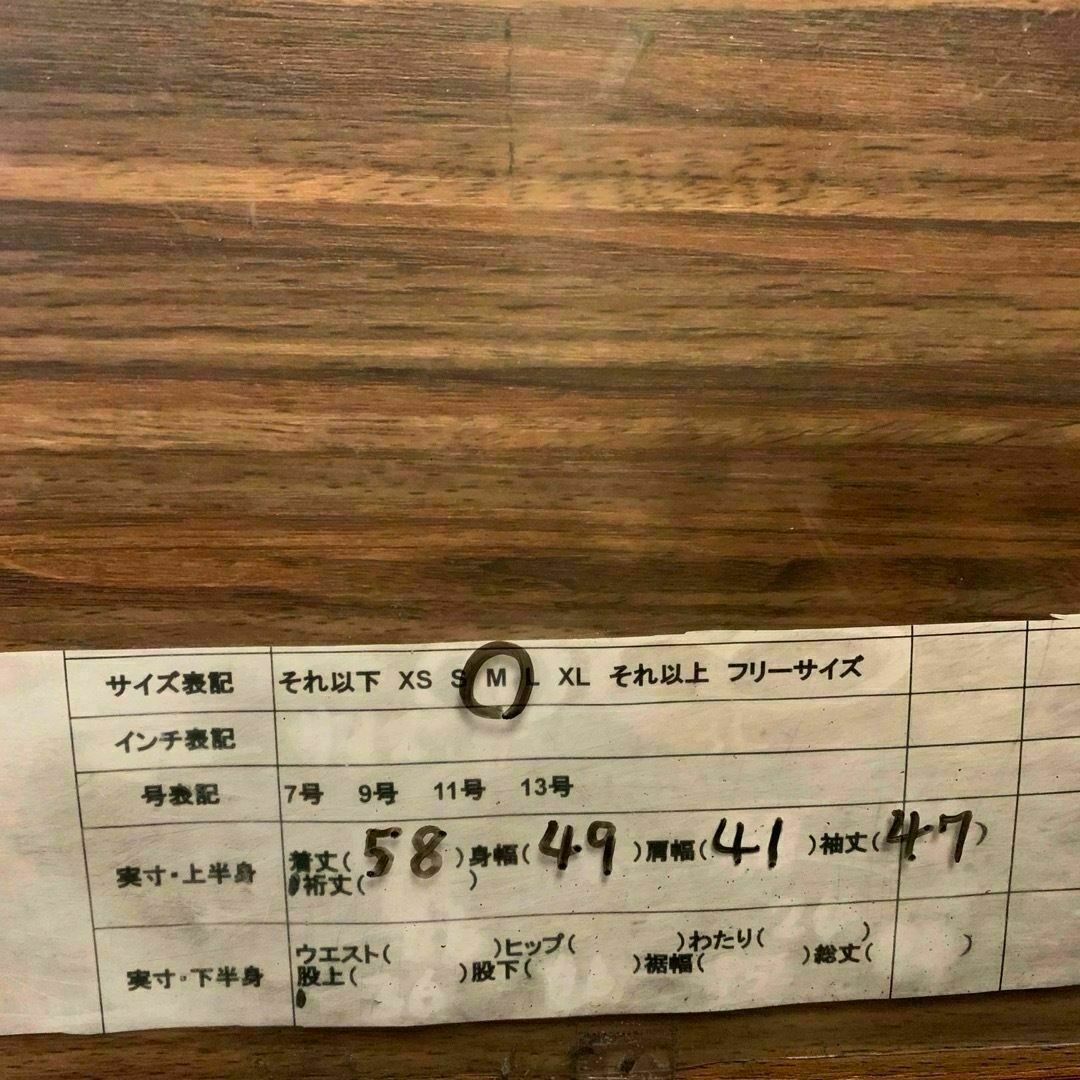 サイズ表記 それ以下 XS S M L XL それ以上 フリーサイズ
インチ表記
号表記 7号 9号 11号 13号
実寸・上半身 着丈(58)身幅(49)肩幅(41)袖丈(47)
裄丈( )
実寸・下半身 ウエスト( )ヒップ( )わたり( )
股上( )股下( )裾幅( )総丈( )